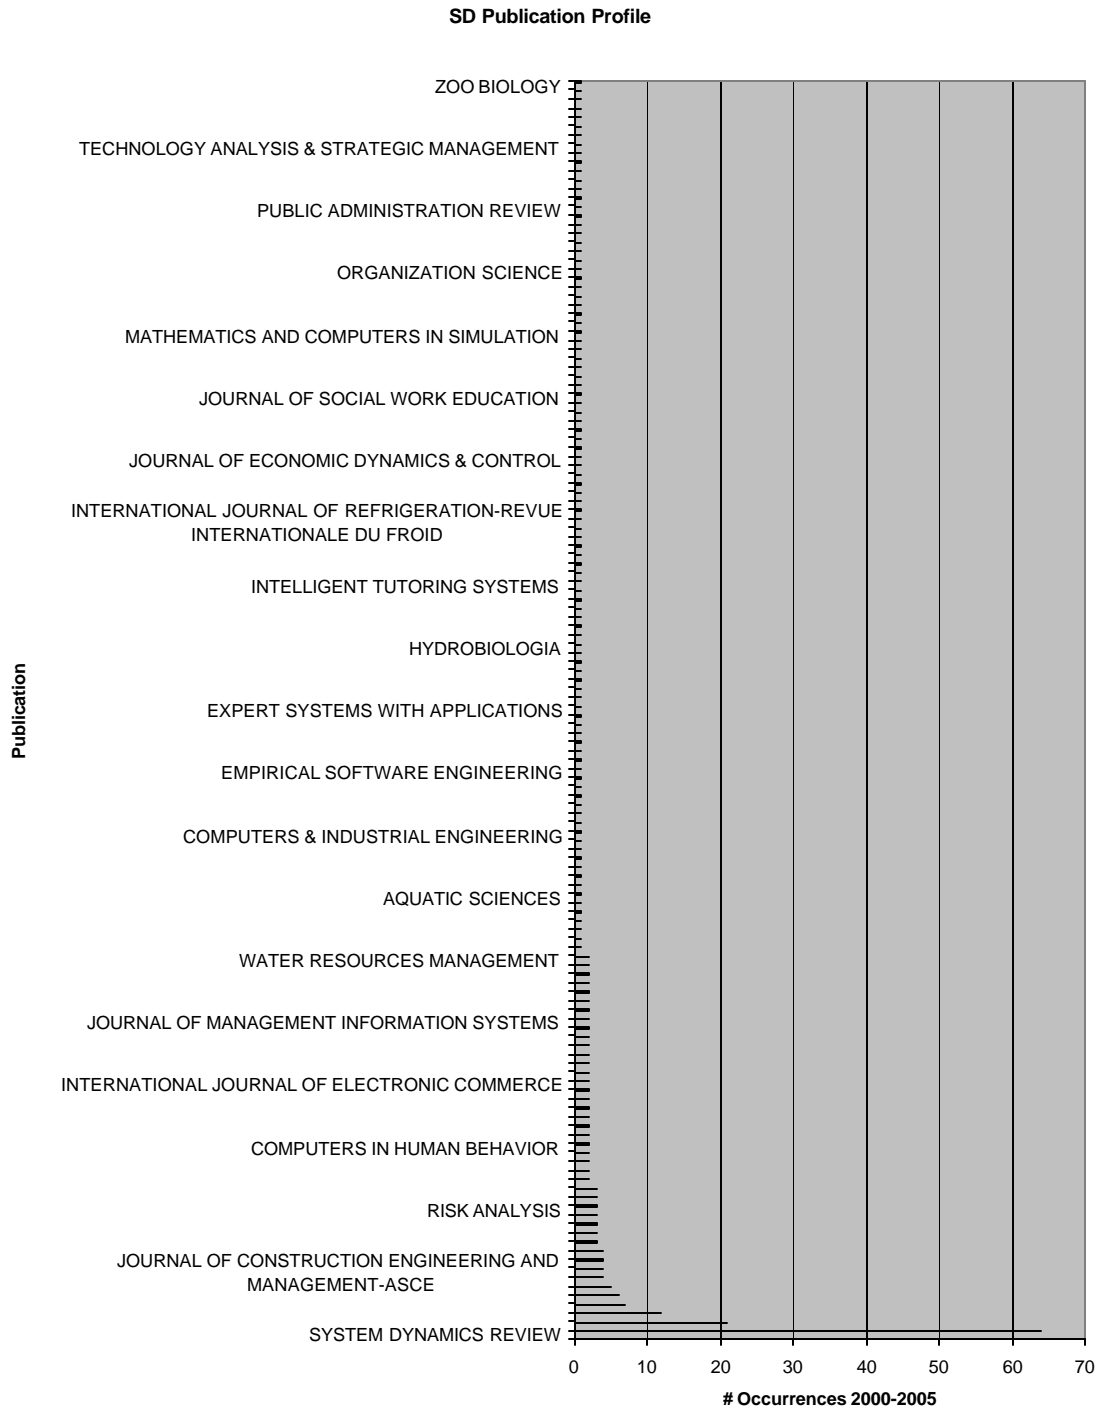 SD Publication Profile
ZOO BIOLOGY
TECHNOLOGY ANALYSIS & STRATEGIC MANAGEMENT
PUBLIC ADMINISTRATION REVIEW
ORGANIZATION SCIENCE
MATHEMATICS AND COMPUTERS IN SIMULATION
JOURNAL OF SOCIAL WORK EDUCATION
JOURNAL OF ECONOMIC DYNAMICS & CONTROL
INTERNATIONAL JOURNAL OF REFRIGERATION-REVUE
INTERNATIONALE DU FROID
INTELLIGENT TUTORING SYSTEMS
HYDROBIOLOGIA
EXPERT SYSTEMS WITH APPLICATIONS
EMPIRICAL SOFTWARE ENGINEERING
COMPUTERS & INDUSTRIAL ENGINEERING
AQUATIC SCIENCES
WATER RESOURCES MANAGEMENT
JOURNAL OF MANAGEMENT INFORMATION SYSTEMS
INTERNATIONAL JOURNAL OF ELECTRONIC COMMERCE
COMPUTERS IN HUMAN BEHAVIOR
RISK ANALYSIS
JOURNAL OF CONSTRUCTION ENGINEERING AND
MANAGEMENT-ASCE
SYSTEM DYNAMICS REVIEW
Publication
0 10 20 30 40 50 60 70
# Occurrences 2000-2005